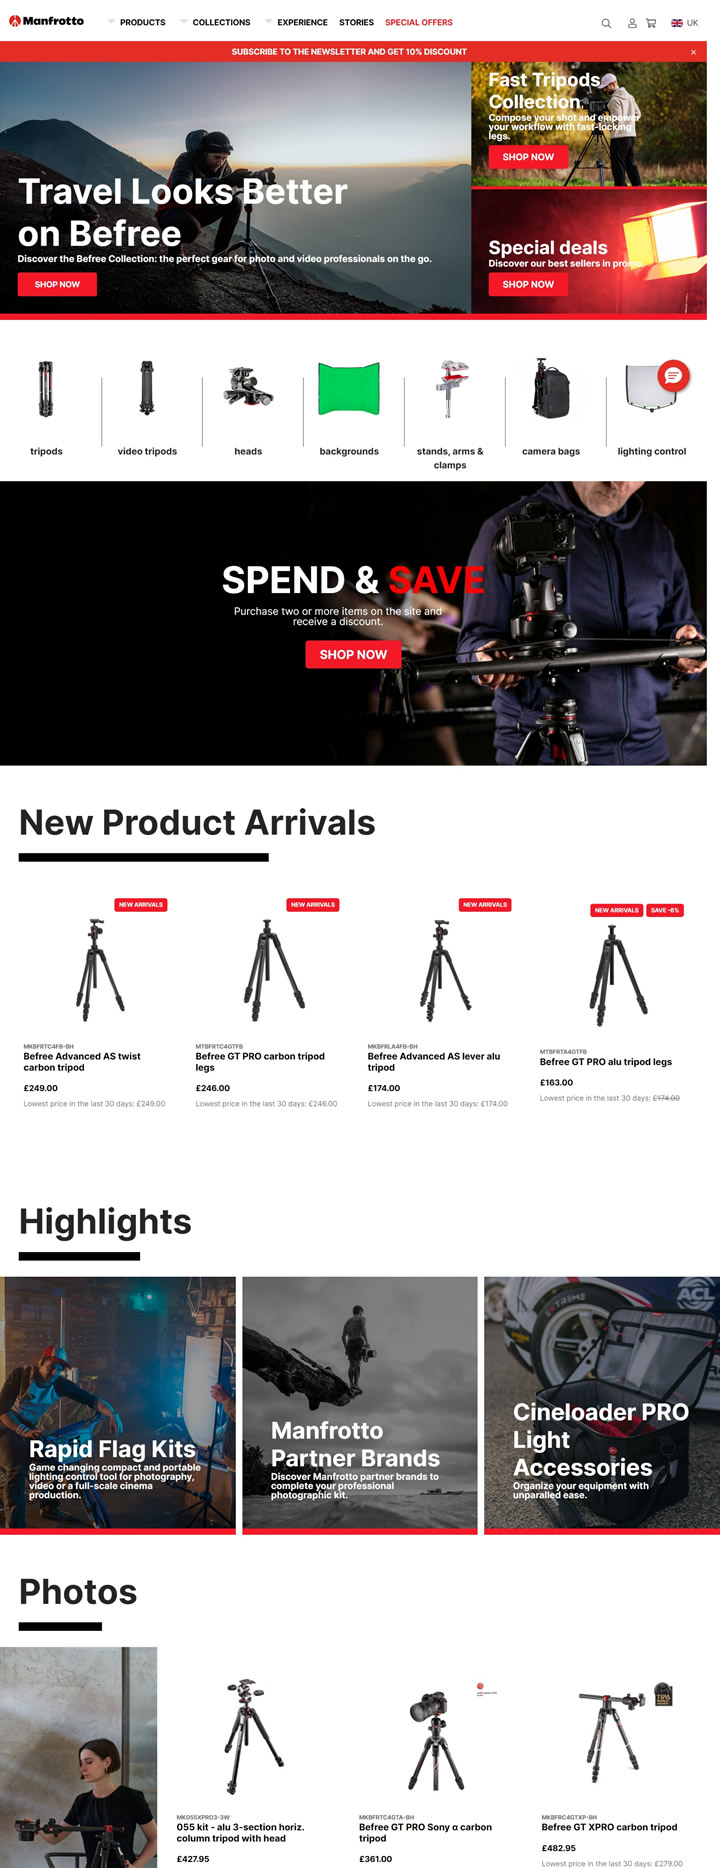 Manfrotto
PRODUCTS
COLLECTIONS
EXPERIENCE
STORIES
SPECIAL OFFERS
UK
SUBSCRIBE TO THE NEWSLETTER AND GET 10% DISCOUNT
×
Travel Looks Better
on Befree
Discover the Befree Collection: the perfect gear for photo and video professionals on the go.
SHOP NOW
Fast Tripods
Collection
Compose your shot and empower
your workflow with fast-locking
legs.
SHOP NOW
Special deals
Discover our best sellers in promo.
SHOP NOW
tripods
video tripods
heads
backgrounds
stands, arms &
clamps
camera bags
lighting control
SPEND & SAVE
Purchase two or more items on the site and
receive a discount.
SHOP NOW
New Product Arrivals
NEW ARRIVALS
MKBFRTC4FB-BH
Befree Advanced AS twist
carbon tripod
£249.00
Lowest price in the last 30 days: £249.00
NEW ARRIVALS
MTBFRTC4GTFB
Befree GT PRO carbon tripod
legs
£246.00
Lowest price in the last 30 days: £246.00
NEW ARRIVALS
MKBFRLA4FB-BH
Befree Advanced AS lever alu
tripod
£174.00
Lowest price in the last 30 days: £174.00
NEW ARRIVALS
SAVE -6%
MTBFRTA4GTFB
Befree GT PRO alu tripod legs
£163.00
Lowest price in the last 30 days: £174.00
Highlights
Rapid Flag Kits
Game changing compact and portable
lighting control tool for photography,
video or a full-scale cinema
production.
Manfrotto
Partner Brands
Discover Manfrotto partner brands to
complete your professional
photographic kit.
EXTREME
ACL
Cineloader PRO
Light
Accessories
Organize your equipment with
unparalled ease.
Photos
MK055XPRO3-3W
055 kit - alu 3-section horiz.
column tripod with head
£427.95
MKBFRTC4GTA-BH
Befree GT PRO Sony α carbon
tripod
£361.00
TIPA
MKBFRC4GTXP-BH
Befree GT XPRO carbon tripod
£482.95
Lowest price in the last 30 days: £279.00